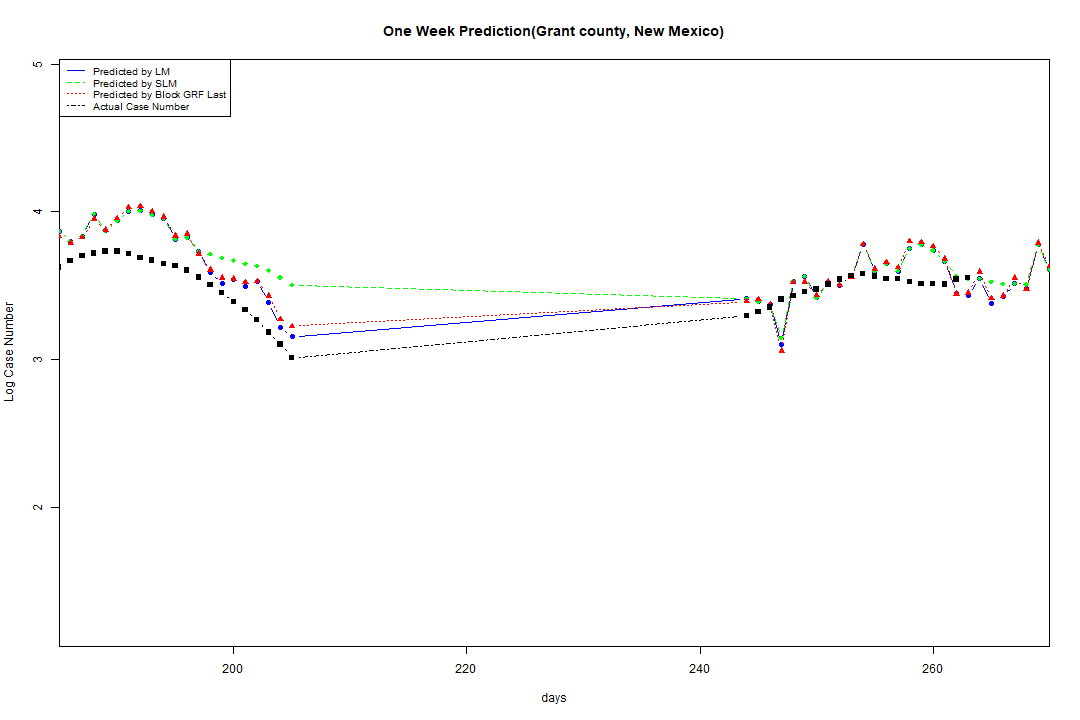 One Week Prediction(Grant county, New Mexico)
Predicted by LM
Predicted by SLM
Predicted by Block GRF Last
Actual Case Number
5
4
3
2
Log Case Number
200
220
240
260
days